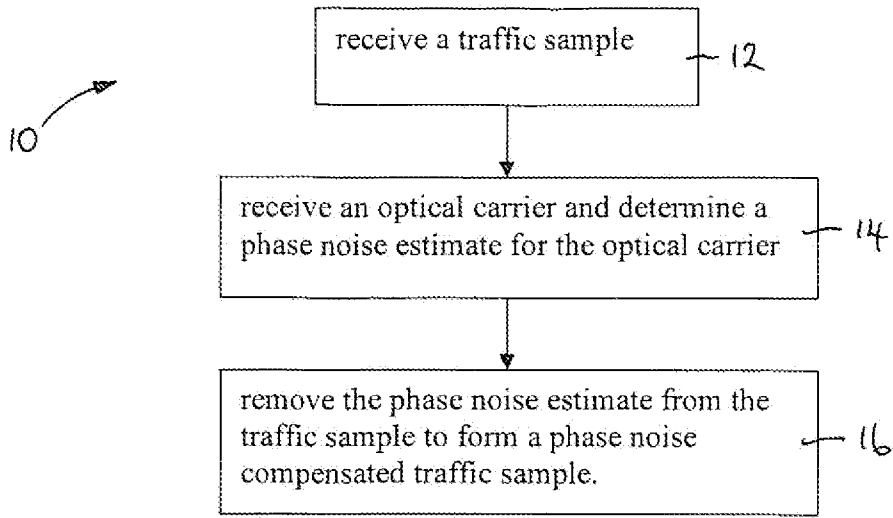 receive a traffic sample
12
10
receive an optical carrier and determine a
phase noise estimate for the optical carrier
14
remove the phase noise estimate from the
traffic sample to form a phase noise
compensated traffic sample.
16